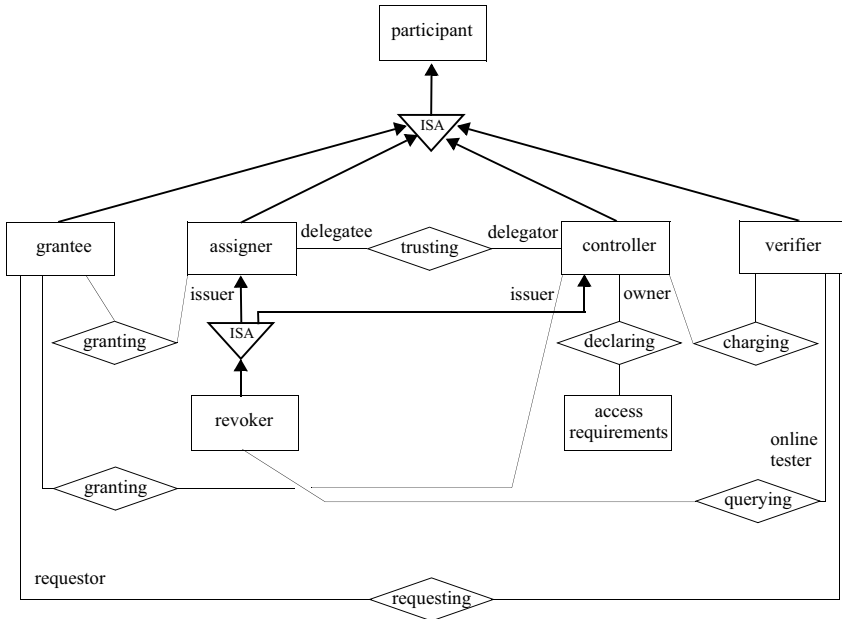 participant
ISA
grantee
assigner
delegatee
trusting
delegator
controller
verifier
issuer
issuer
owner
granting
ISA
declaring
charging
revoker
access
requirements
online
tester
granting
querying
requestor
requesting